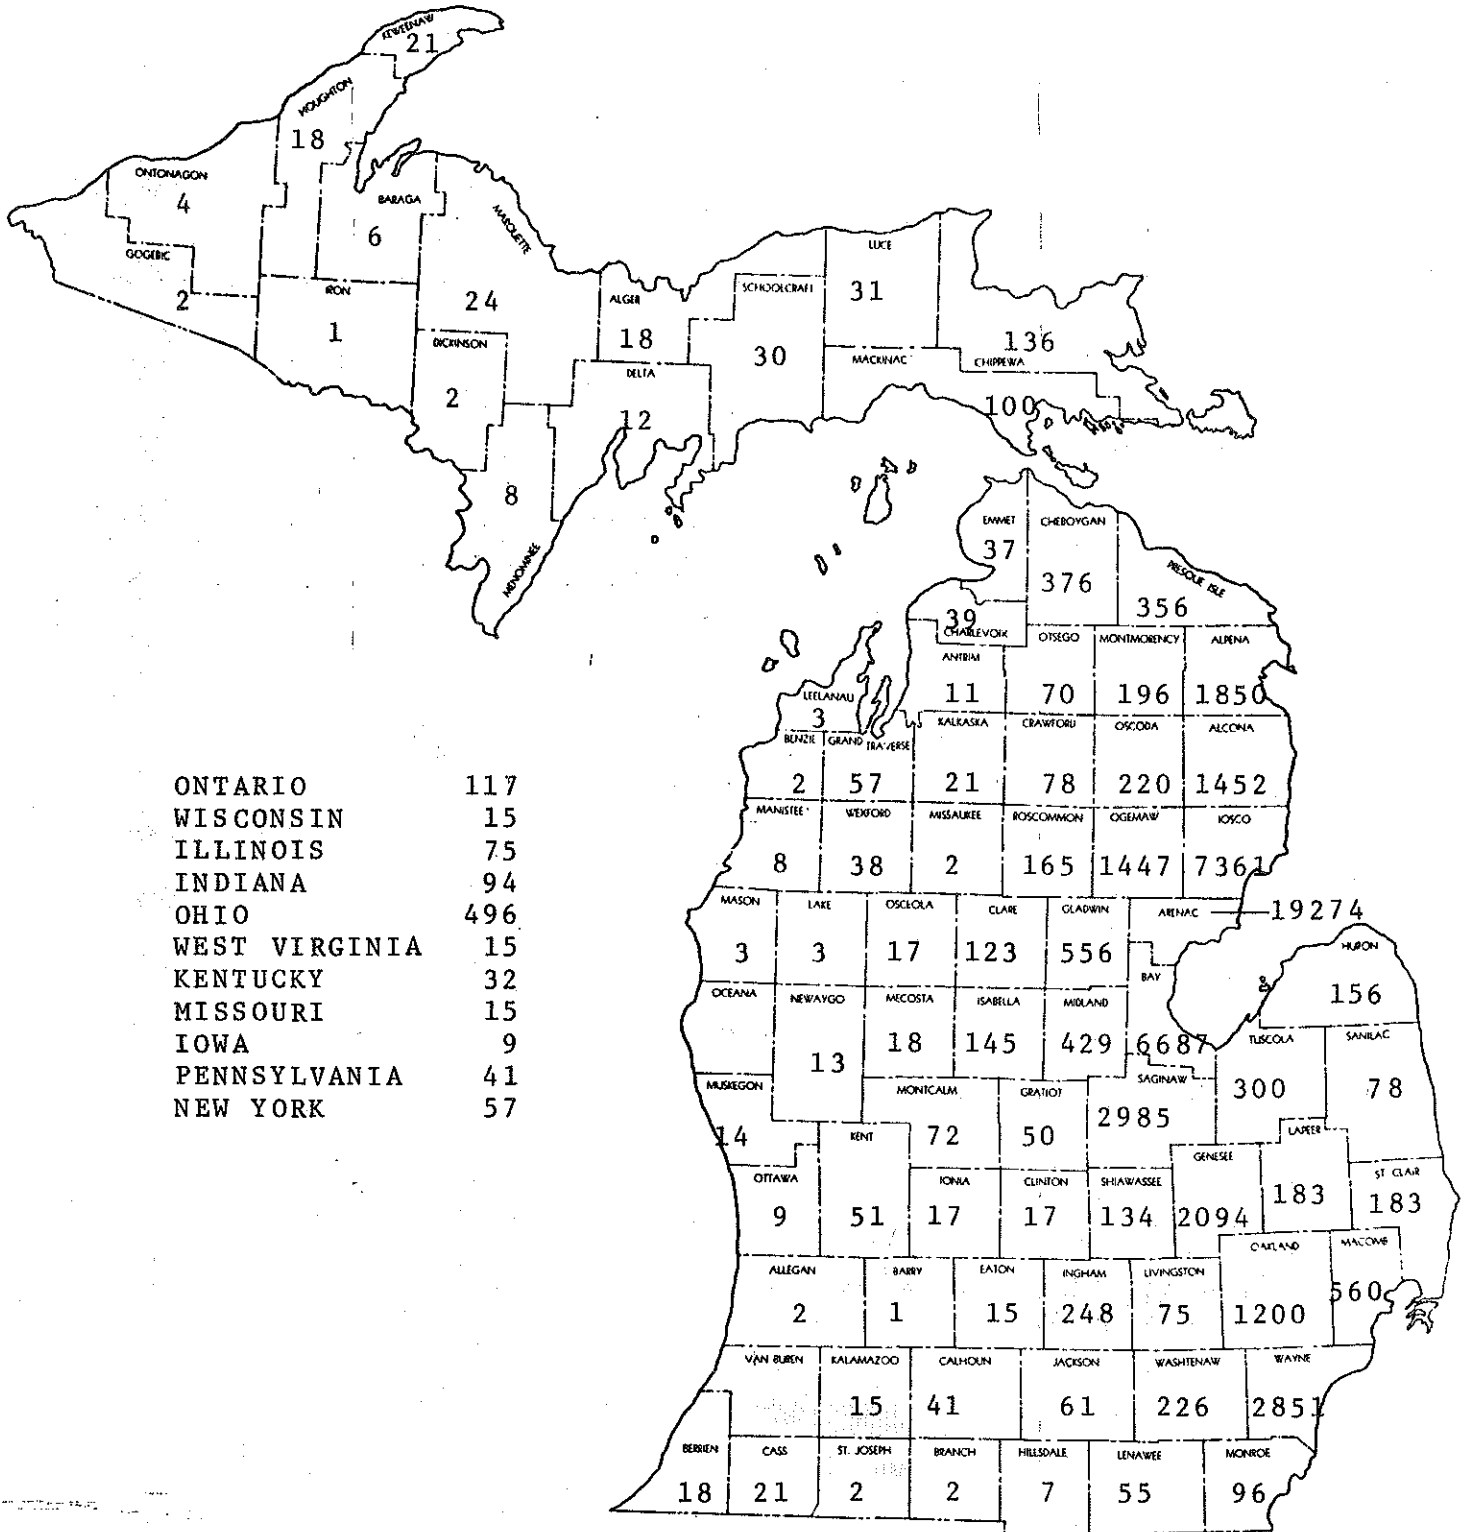 KEWEENAW
21
HOUGHTON
18
ONTONAGON
4
BARAGA
6
MARQUETTE
24
GOGEBIC
2
IRON
1
DICKINSON
2
ALGER
18
SCHOOLCRAFT
30
LUCE
31
136
CHIPPEWA
MACKINAC
100
DELTA
12
8
MENOMINEE
EMMET
37
CHEBOYGAN
376
PRESQUE ISLE
356
39
CHARLEVOIX
ANTRIM
11
OTSEGO
70
MONTMORENCY
196
ALPENA
1850
LEELANAU
3
BENZIE
2
GRAND TRAVERSE
57
KALKASKA
21
CRAWFORD
78
OSCODA
220
ALCONA
1452
ONTARIO 117
WISCONSIN 15
ILLINOIS 75
INDIANA 94
OHIO 496
WEST VIRGINIA 15
KENTUCKY 32
MISSOURI 15
IOWA 9
PENNSYLVANIA 41
NEW YORK 57
MANISTEE
8
WEXFORD
38
MISSAUKEE
2
ROSCOMMON
165
OGEMAW
1447
IOSCO
7361
MASON
3
LAKE
3
OSCEOLA
17
CLARE
123
GLADWIN
556
ARENAC 19274
HURON
156
BAY
6687
OCEANA
NEWAYGO
13
MECOSTA
18
ISABELLA
145
MIDLAND
429
TUSCOLA
300
SANILAC
78
MUSKEGON
14
MONTCALM
72
GRATIOT
50
SAGINAW
2985
LAPEER
183
GENESEE
2094
ST CLAIR
183
OTTAWA
9
KENT
51
IONIA
17
CLINTON
17
SHIAWASSEE
134
OAKLAND
1200
MACOMB
560
ALLEGAN
2
BARRY
1
EATON
15
INGHAM
248
LIVINGSTON
75
VAN BUREN
KALAMAZOO
15
CALHOUN
41
JACKSON
61
WASHTENAW
226
WAYNE
2851
BERRIEN
18
CASS
21
ST. JOSEPH
2
BRANCH
2
HILLSDALE
7
LENAWEE
55
MONROE
96